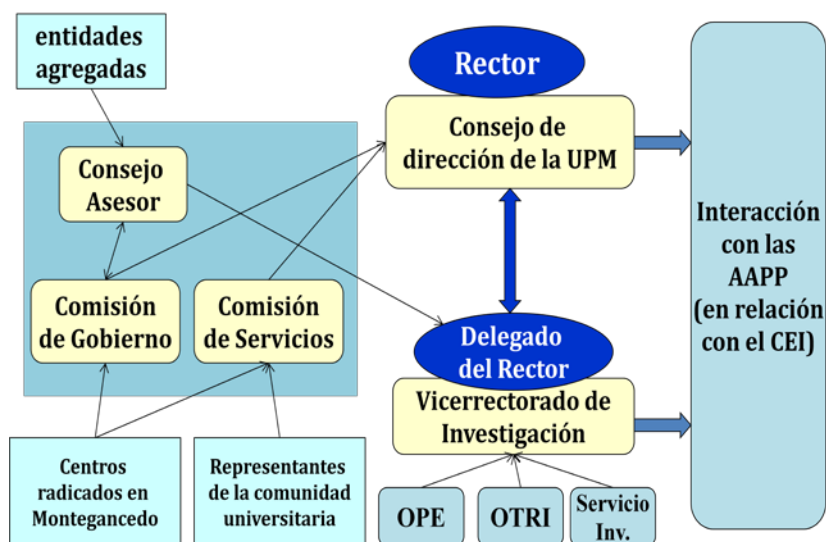 entidades
agregadas
Rector
Consejo de
dirección de la UPM
Consejo
Asesor
Interacción
con las
AAPP
(en relación
con el CEI)
Comisión
de Gobierno
Comisión
de Servicios
Delegado
del Rector
Vicerrectorado de
Investigación
Centros
radicados en
Montegancedo
Representantes
de la comunidad
universitaria
OPE
OTRI
Servicio
Inv.